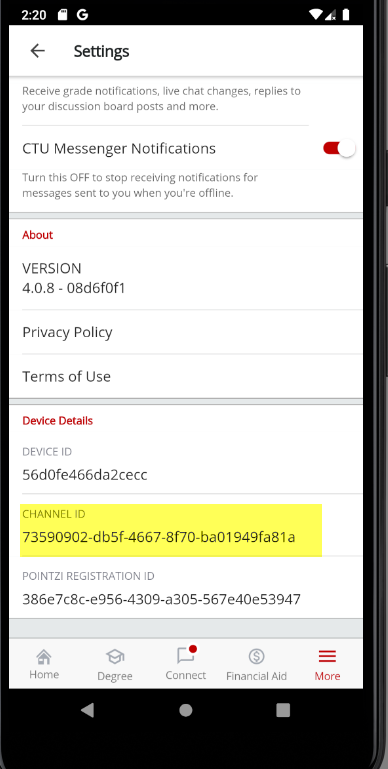 2:20 G
Settings
Receive grade notifications, live chat changes, replies to
your discussion board posts and more.
CTU Messenger Notifications
Turn this OFF to stop receiving notifications for
messages sent to you when you're offline.
About
VERSION
4.0.8 - 08d6f0f1
Privacy Policy
Terms of Use
Device Details
DEVICE ID
56d0fe466da2cecc
CHANNEL ID
73590902-db5f-4667-8f70-ba01949fa81a
POINTZI REGISTRATION ID
386e7c8c-e956-4309-a305-567e40e53947
Home Degree Connect Financial Aid More